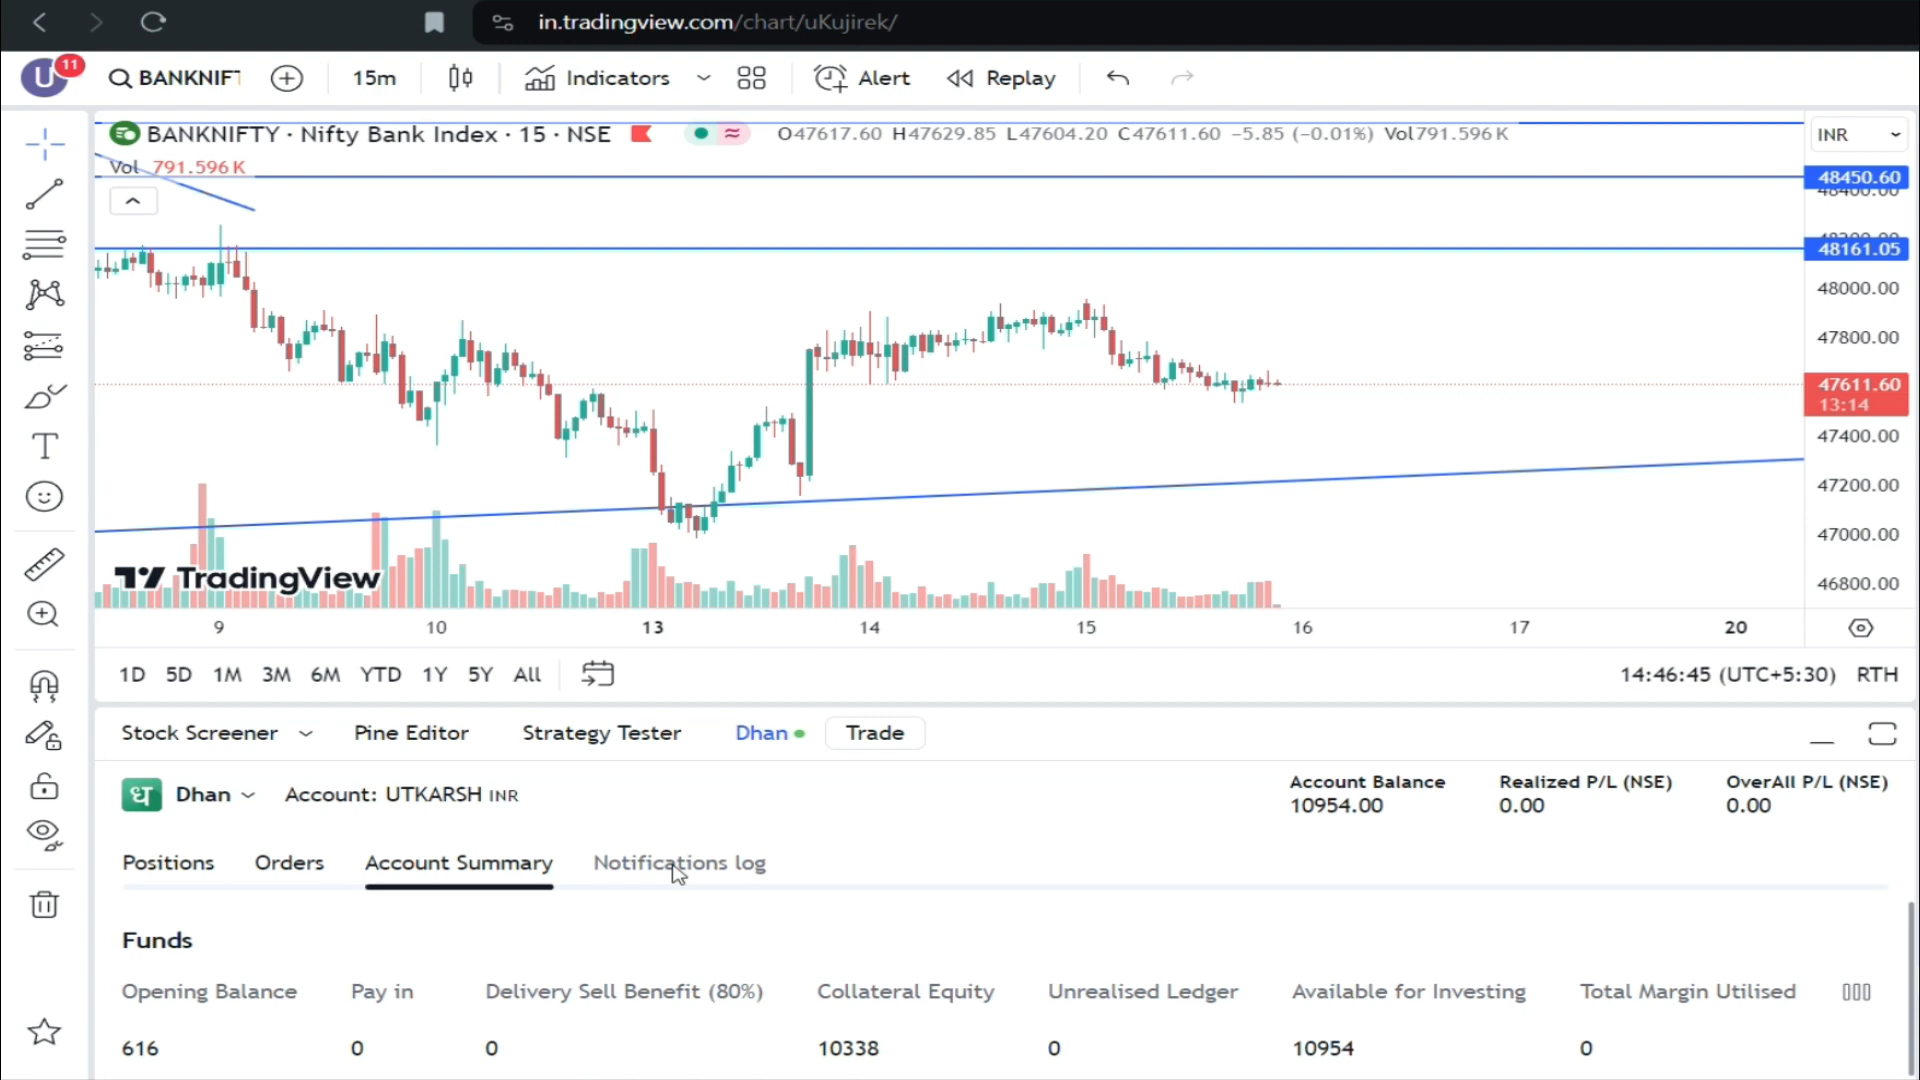 in.tradingview.com/chart/uKujirek/
U 11 BANKNIFT 15m Indicators Alert Replay
BANKNIFTY · Nifty Bank Index · 15 · NSE O47617.60 H47629.85 L47604.20 C47611.60 −5.85 (−0.01%) Vol791.596 K INR
Vol 791.596 K
48450.60
48400.00
48161.05
48000.00
47800.00
47611.60
13:14
47400.00
47200.00
47000.00
TradingView
46800.00
9 10 13 14 15 16 17 20
1D 5D 1M 3M 6M YTD 1Y 5Y All 14:46:45 (UTC+5:30) RTH
Stock Screener Pine Editor Strategy Tester Dhan Trade
ध Dhan Account: UTKARSH INR
Account Balance Realized P/L (NSE) OverAll P/L (NSE)
10954.00 0.00 0.00
Positions Orders Account Summary Notifications log
Funds
Opening Balance Pay in Delivery Sell Benefit (80%) Collateral Equity Unrealised Ledger Available for Investing Total Margin Utilised
616 0 0 10338 0 10954 0